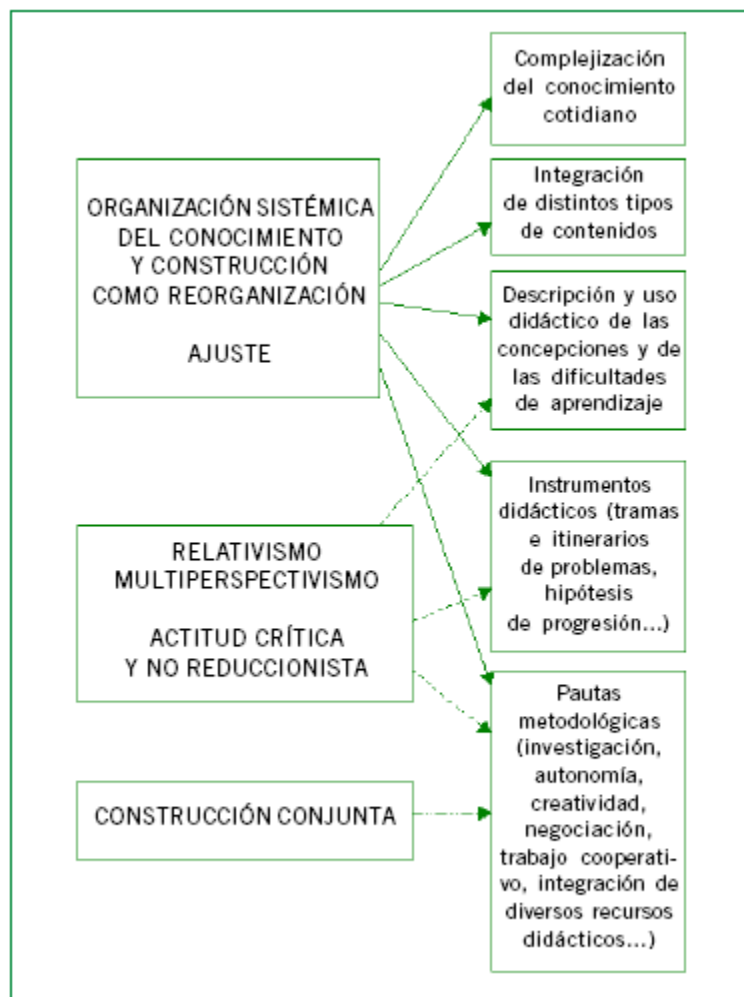 ORGANIZACIÓN SISTÉMICA
DEL CONOCIMIENTO
Y CONSTRUCCIÓN
COMO REORGANIZACIÓN
AJUSTE
RELATIVISMO
MULTIPERSPECTIVISMO
ACTITUD CRÍTICA
Y NO REDUCCIONISTA
CONSTRUCCIÓN CONJUNTA
Complejización
del conocimiento
cotidiano
Integración
de distintos tipos
de contenidos
Descripción y uso
didáctico de las
concepciones y de
las dificultades
de aprendizaje
Instrumentos
didácticos (tramas
e itinerarios
de problemas,
hipótesis
de progresión...)
Pautas
metodológicas
(investigación,
autonomía,
creatividad,
negociación,
trabajo cooperati-
vo, integración de
diversos recursos
didácticos...)